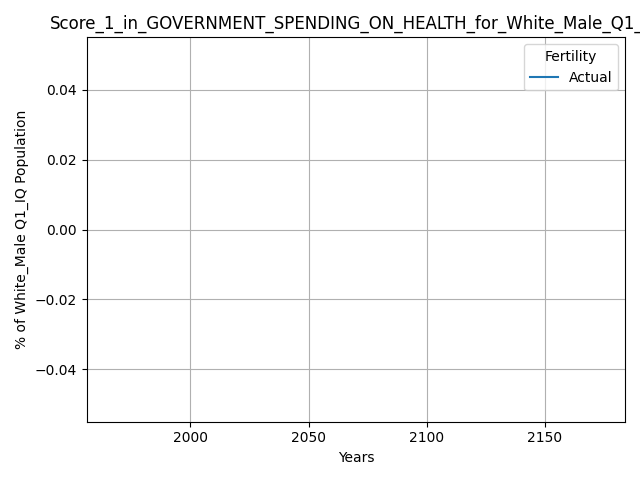 Score_1_in_GOVERNMENT_SPENDING_ON_HEALTH_for_White_Male_Q1_
Fertility
Actual
0.04
0.02
0.00
−0.02
−0.04
% of White_Male Q1_IQ Population
2000 2050 2100 2150
Years